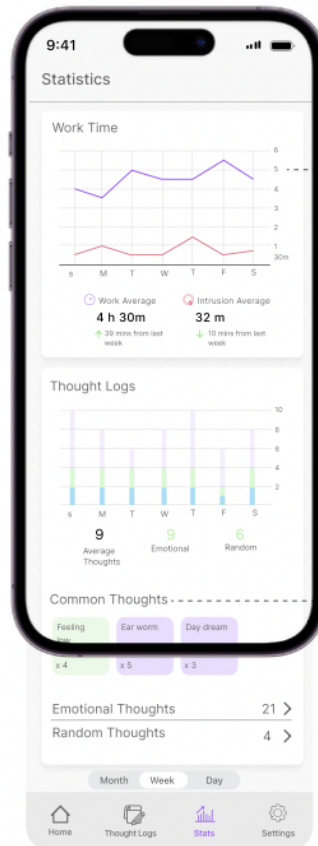 9:41
Statistics
Work Time
6
5
4
3
2
1
30m
s M T W T F S
Work Average Intrusion Average
4 h 30m 32 m
↑ 39 mins from last week ↓ 10 mins from last week
Thought Logs
10
8
6
4
2
s M T W T F S
9 9 6
Average Thoughts Emotional Random
Common Thoughts
Feeling low Ear worm Day dream
x 4 x 5 x 3
Emotional Thoughts 21
Random Thoughts 4
Month Week Day
Home Thought Logs Stats Settings